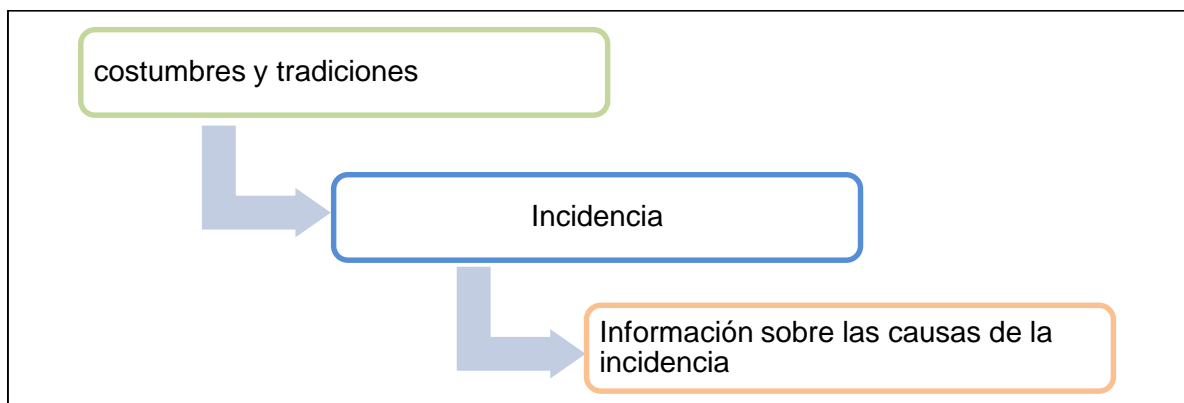 costumbres y tradiciones
Incidencia
Información sobre las causas de la
incidencia